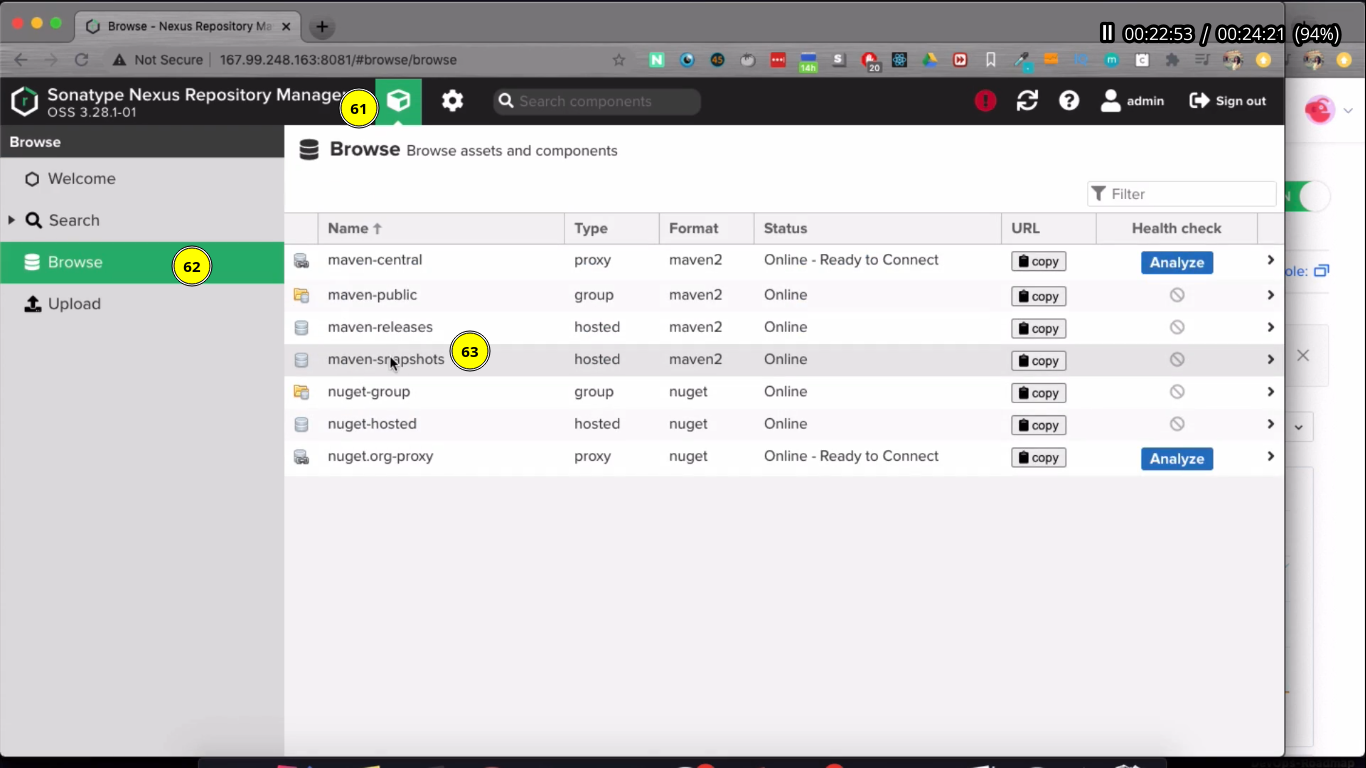 Browse - Nexus Repository Ma
00:22:53 / 00:24:21 (94%)
Not Secure 167.99.248.163:8081/#browse/browse
N 45 14h S 20 m C
Sonatype Nexus Repository Manage
OSS 3.28.1-01
61
Search components
admin
Sign out
Browse
Browse Browse assets and components
Welcome
Search
Browse
62
Upload
Filter
Name Type Format Status URL Health check
maven-central proxy maven2 Online - Ready to Connect copy Analyze
maven-public group maven2 Online copy
maven-releases hosted maven2 Online copy
maven-snapshots 63 hosted maven2 Online copy
nuget-group group nuget Online copy
nuget-hosted hosted nuget Online copy
nuget.org-proxy proxy nuget Online - Ready to Connect copy Analyze
N
ole: